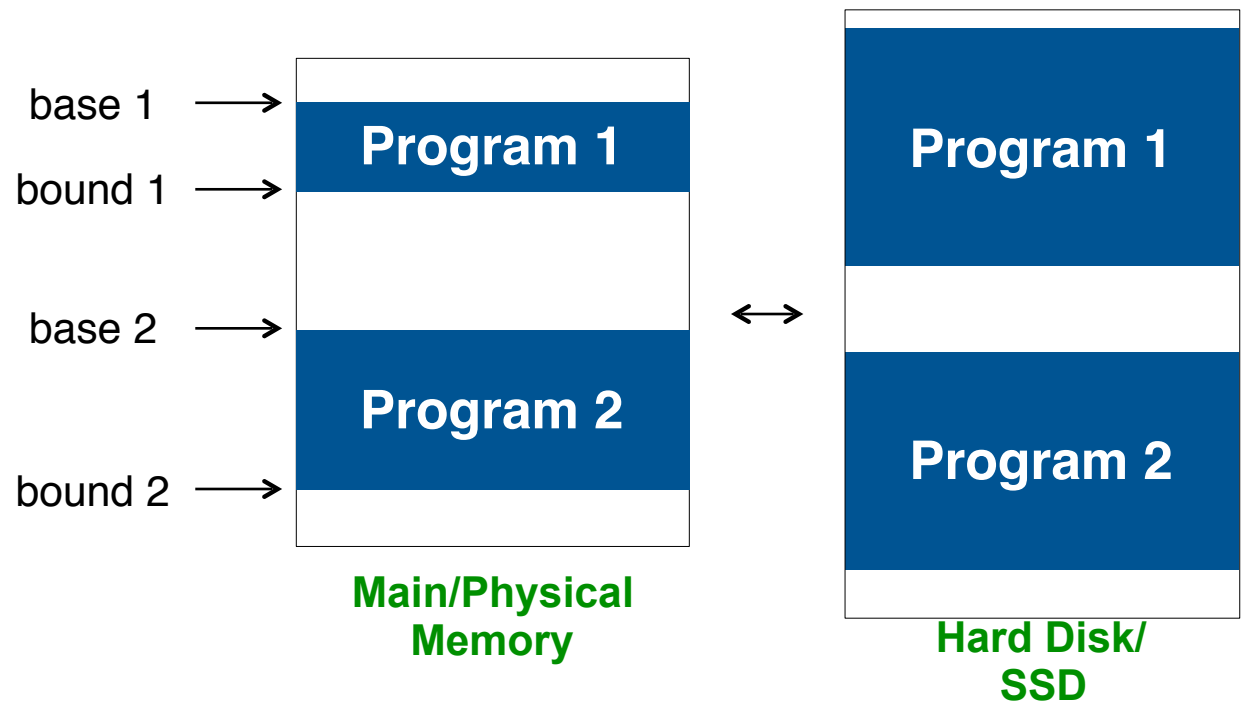 base 1
bound 1
base 2
bound 2
Program 1
Program 2
Main/Physical
Memory
Program 1
Program 2
Hard Disk/
SSD